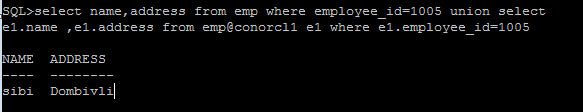 SQL>select name,address from emp where employee_id=1005 union select
e1.name ,e1.address from emp@conorcl1 e1 where e1.employee_id=1005
NAME ADDRESS
---- --------
sibi Dombivli